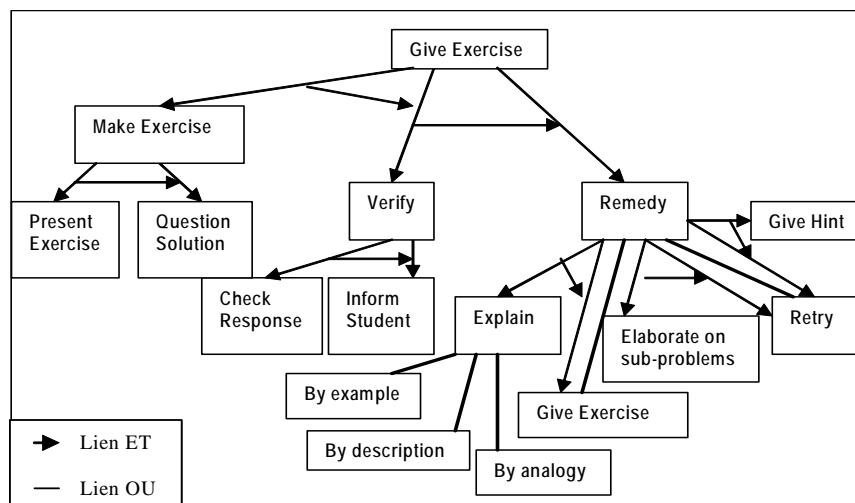 Give Exercise
Make Exercise
Present
Exercise
Question
Solution
Verify
Remedy
Give Hint
Check
Response
Inform
Student
Explain
Elaborate on
sub-problems
Retry
By example
Give Exercise
By description
By analogy
Lien ET
Lien OU